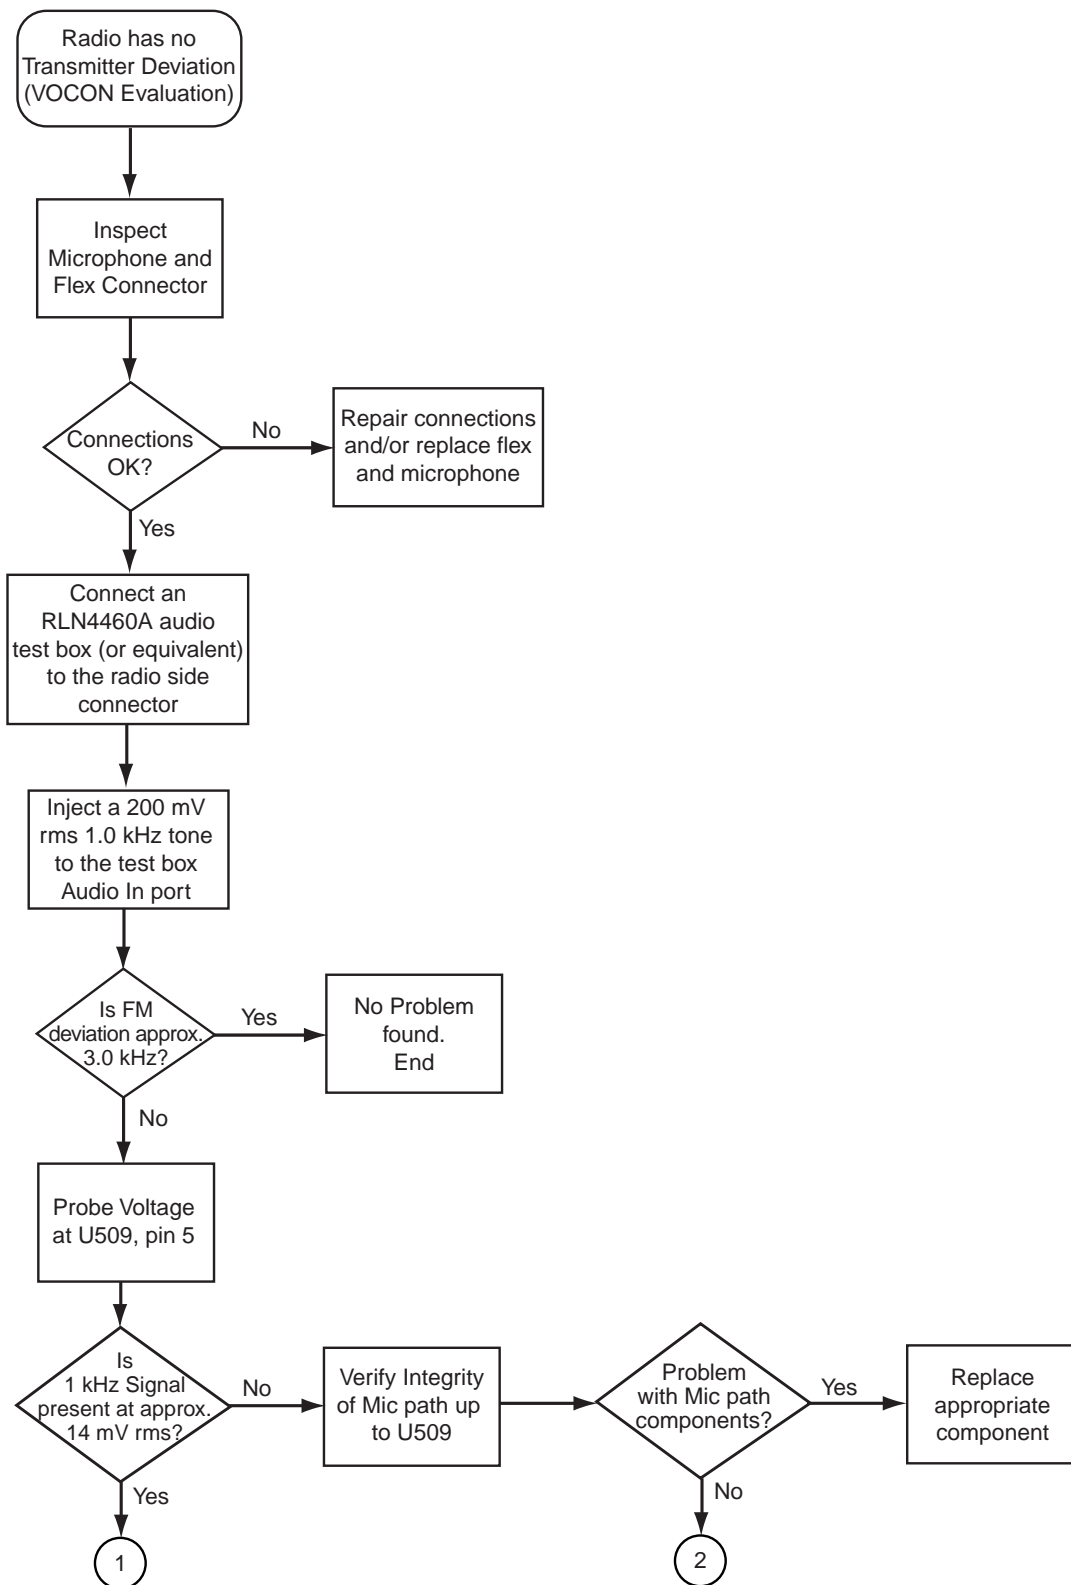 Radio has no
Transmitter Deviation
(VOCON Evaluation)
Inspect
Microphone and
Flex Connector
Connections
OK?
No
Repair connections
and/or replace flex
and microphone
Yes
Connect an
RLN4460A audio
test box (or equivalent)
to the radio side
connector
Inject a 200 mV
rms 1.0 kHz tone
to the test box
Audio In port
Is FM
deviation approx.
3.0 kHz?
Yes
No Problem
found.
End
No
Probe Voltage
at U509, pin 5
Is
1 kHz Signal
present at approx.
14 mV rms?
No
Verify Integrity
of Mic path up
to U509
Problem
with Mic path
components?
Yes
Replace
appropriate
component
Yes
No
1
2